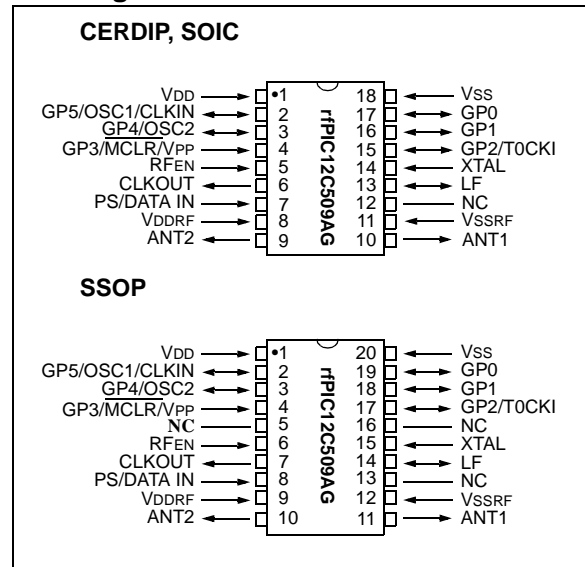 CERDIP, SOIC
VDD •1 18 VSS
GP5/OSC1/CLKIN 2 17 GP0
GP4/OSC2 3 16 GP1
GP3/MCLR/VPP 4 15 GP2/T0CKI
RFEN 5 14 XTAL
CLKOUT 6 13 LF
PS/DATA IN 7 12 NC
VDDRF 8 11 VSSRF
ANT2 9 10 ANT1
rfPIC12C509AG
SSOP
VDD •1 20 VSS
GP5/OSC1/CLKIN 2 19 GP0
GP4/OSC2 3 18 GP1
GP3/MCLR/VPP 4 17 GP2/T0CKI
NC 5 16 NC
RFEN 6 15 XTAL
CLKOUT 7 14 LF
PS/DATA IN 8 13 NC
VDDRF 9 12 VSSRF
ANT2 10 11 ANT1
rfPIC12C509AG